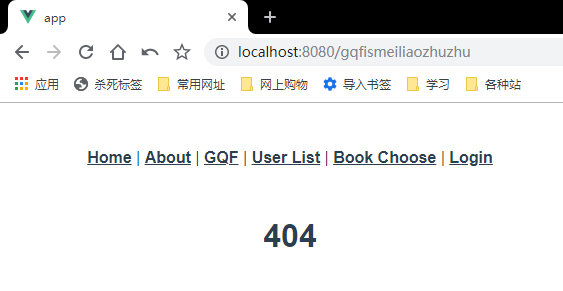 app
localhost:8080/gqfismeiliaozhuzhu
应用 杀死标签 常用网址 网上购物 导入书签 学习 各种站
Home | About | GQF | User List | Book Choose | Login
404